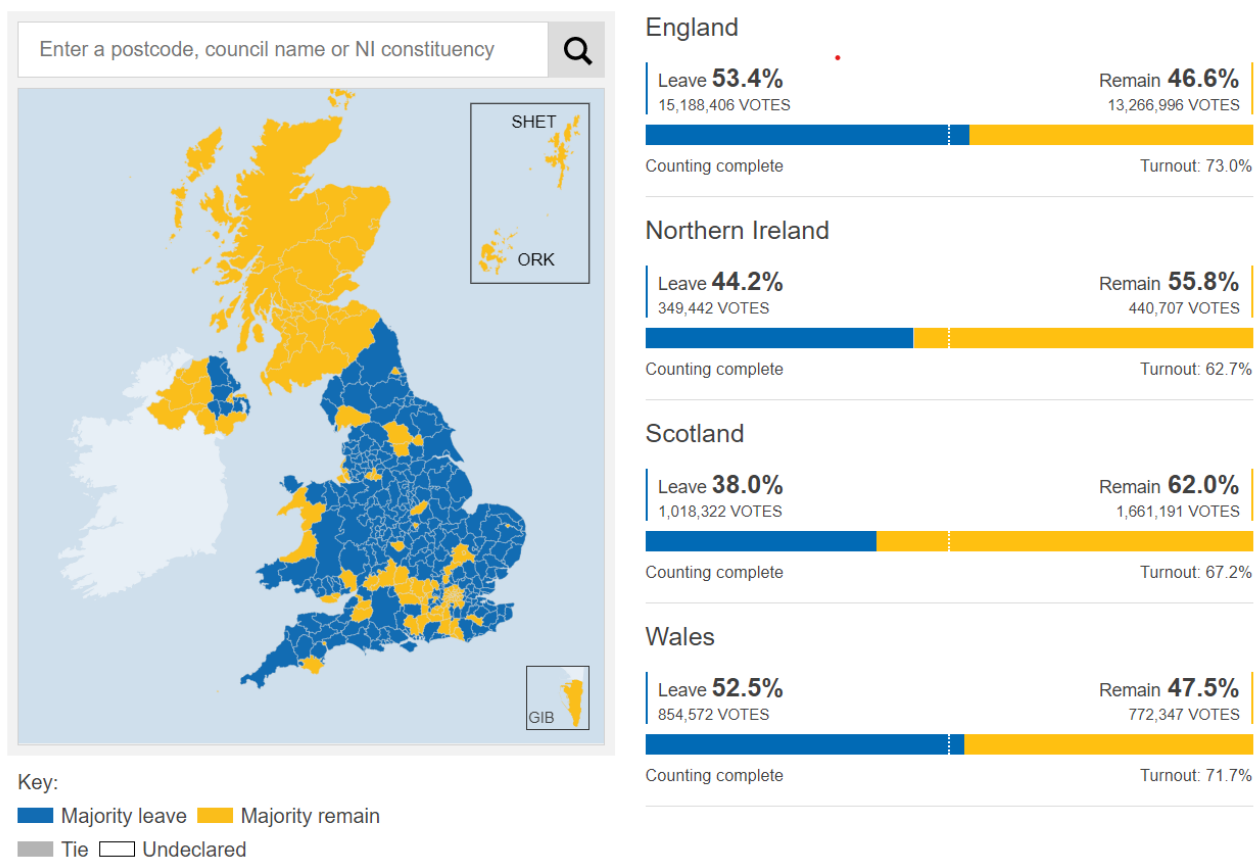 Enter a postcode, council name or NI constituency
SHET
ORK
GIB
Key:
Majority leave Majority remain
Tie Undeclared
England
Leave 53.4% Remain 46.6%
15,188,406 VOTES 13,266,996 VOTES
Counting complete Turnout: 73.0%
Northern Ireland
Leave 44.2% Remain 55.8%
349,442 VOTES 440,707 VOTES
Counting complete Turnout: 62.7%
Scotland
Leave 38.0% Remain 62.0%
1,018,322 VOTES 1,661,191 VOTES
Counting complete Turnout: 67.2%
Wales
Leave 52.5% Remain 47.5%
854,572 VOTES 772,347 VOTES
Counting complete Turnout: 71.7%